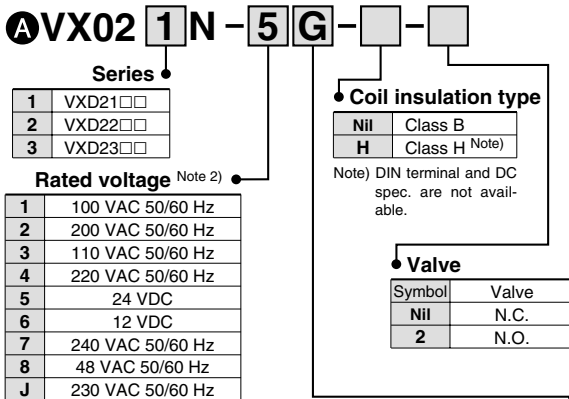 A VX02 1 N - 5 G - □ - □
Series
1 VXD21□□
2 VXD22□□
3 VXD23□□
Rated voltage Note 2)
1 100 VAC 50/60 Hz
2 200 VAC 50/60 Hz
3 110 VAC 50/60 Hz
4 220 VAC 50/60 Hz
5 24 VDC
6 12 VDC
7 240 VAC 50/60 Hz
8 48 VAC 50/60 Hz
J 230 VAC 50/60 Hz
Coil insulation type
Nil Class B
H Class H Note)
Note) DIN terminal and DC
spec. are not avail-
able.
Valve
Symbol Valve
Nil N.C.
2 N.O.